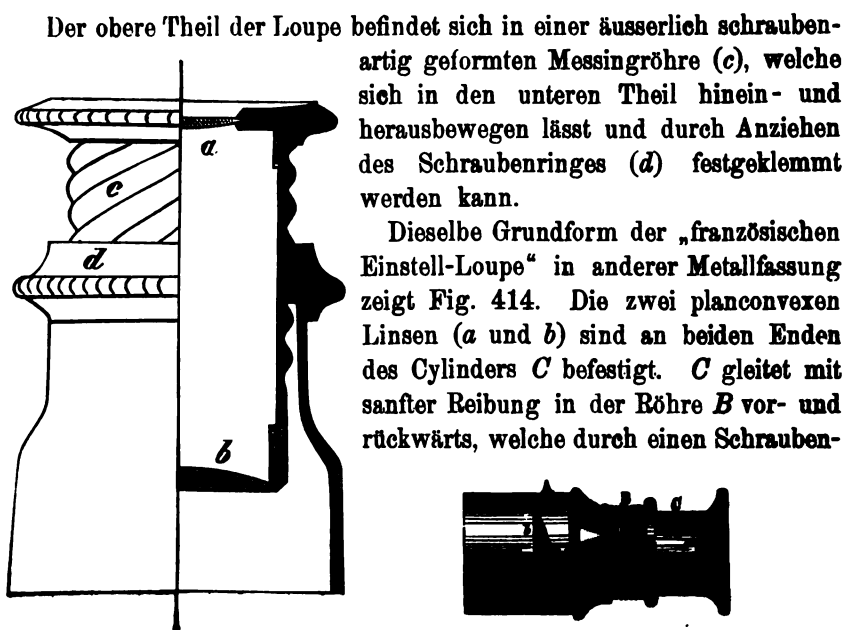 Der obere Theil der Loupe befindet sich in einer äusserlich schrauben-
artig geformten Messingröhre (c), welche
sich in den unteren Theil hinein- und
herausbewegen lässt und durch Anziehen
des Schraubenringes (d) festgeklemmt
werden kann.
Dieselbe Grundform der „französischen
Einstell-Loupe“ in anderer Metallfassung
zeigt Fig. 414. Die zwei planconvexen
Linsen (a und b) sind an beiden Enden
des Cylinders C befestigt. C gleitet mit
sanfter Reibung in der Röhre B vor- und
rückwärts, welche durch einen Schrauben-
a
c
d
b
B
C